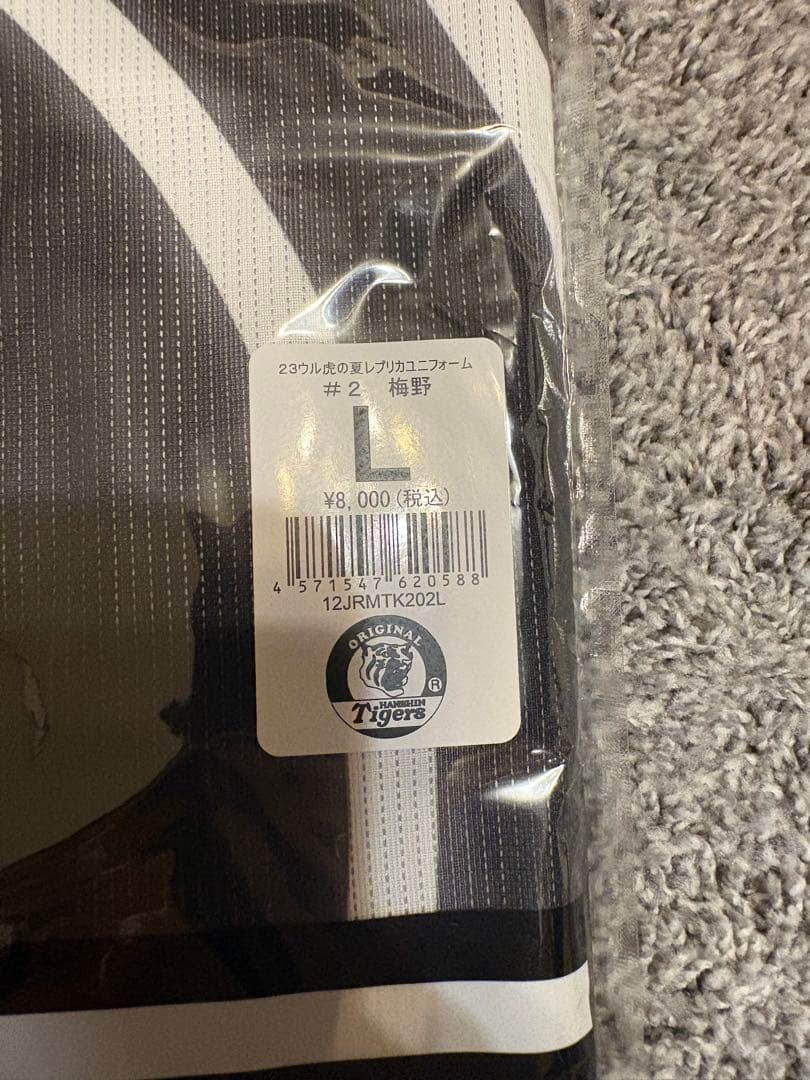 23ウル虎の夏レプリカユニフォーム
#2 梅野
L
¥8,000(税込)
4 571547 620588
12JRMTK202L
ORIGINAL
®
HANSHIN
Tigers